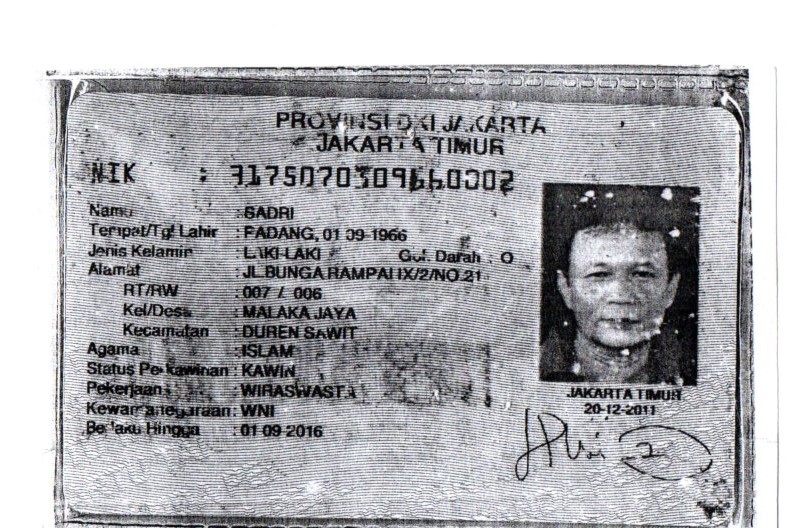 PROVINSI DKI JAKARTA
JAKARTA TIMUR
NIK : 3175070309660002
Nama : SADRI
Tempat/Tgl Lahir : PADANG, 01 09-1966
Jenis Kelamin : LAKI-LAKI Gol. Darah : O
Alamat : JL.BUNGA RAMPAI IX/2/NO.21
RT/RW : 007 / 006
Kel/Desa : MALAKA JAYA
Kecamatan : DUREN SAWIT
Agama : ISLAM
Status Perkawinan : KAWIN
Pekerjaan : WIRASWASTA
Kewarganegaraan: WNI
Berlaku Hingga : 01 09-2016
JAKARTA TIMUR
20-12-2011